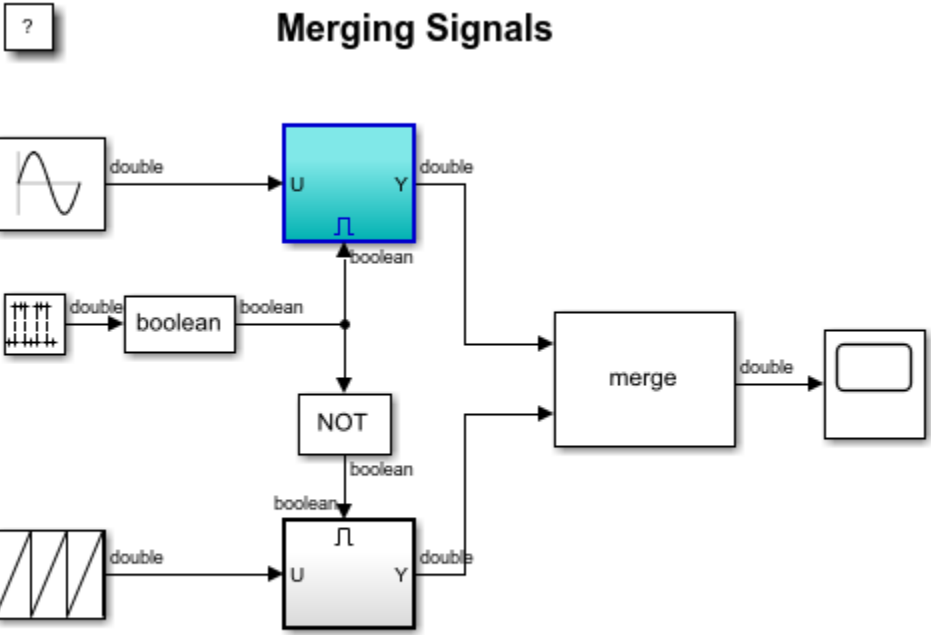 ?
Merging Signals
double
U
Y
double
boolean
double
boolean
boolean
merge
double
NOT
boolean
boolean
double
U
Y
double